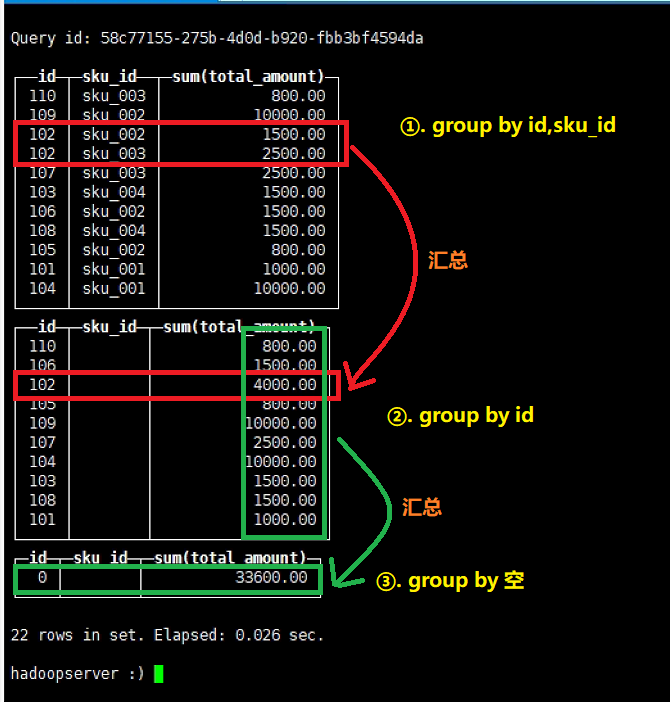 Query id: 58c77155-275b-4d0d-b920-fbb3bf4594da
id sku_id sum(total_amount)
110 sku_003 800.00
109 sku_002 10000.00
102 sku_002 1500.00
102 sku_003 2500.00
107 sku_003 2500.00
103 sku_004 1500.00
106 sku_002 1500.00
108 sku_004 1500.00
105 sku_002 800.00
101 sku_001 1000.00
104 sku_001 10000.00
①. group by id,sku_id
汇总
id sku_id sum(total_amount)
110 800.00
106 1500.00
102 4000.00
105 800.00
109 10000.00
107 2500.00
104 10000.00
103 1500.00
108 1500.00
101 1000.00
②. group by id
汇总
id sku_id sum(total_amount)
0 33600.00
③. group by 空
22 rows in set. Elapsed: 0.026 sec.
hadoopserver :)